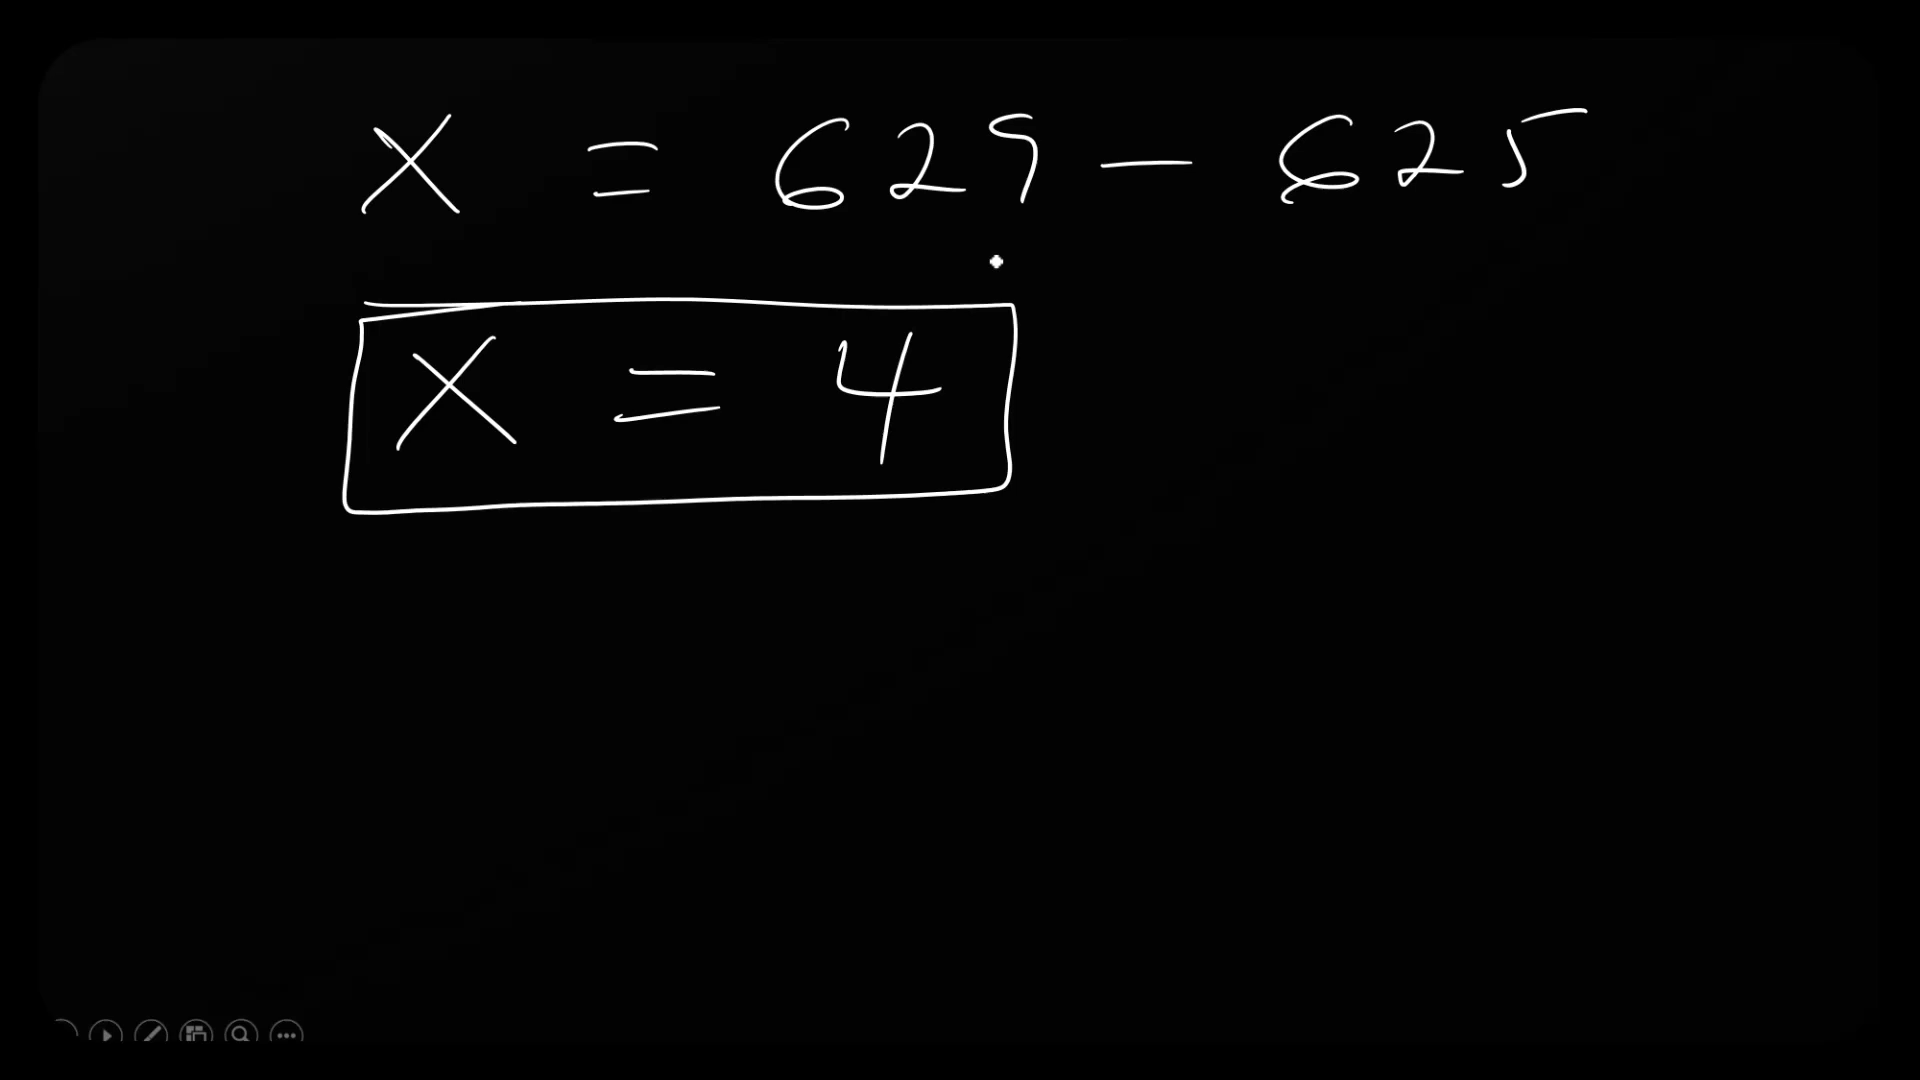 x = 629 - 625
x = 4